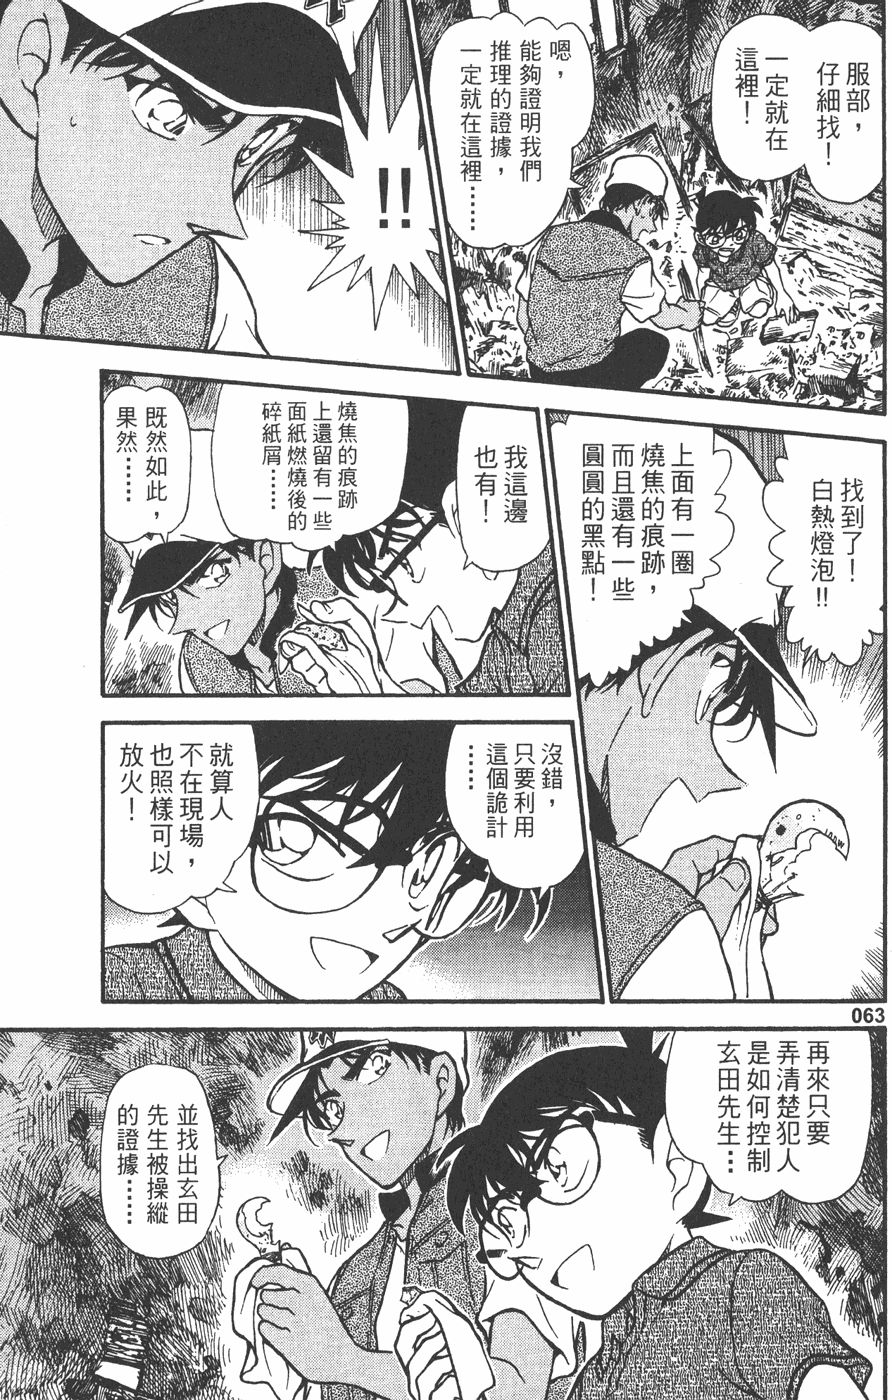 服部，
仔細找！
一定就在
這裡！
嗯，
能夠證明我們
推理的證據，
一定就在這裡……
!!
找到了！
白熱燈泡!!
上面有一圈
燒焦的痕跡，
而且還有一些
圓圓的黑點！
100W
我這邊
也有！
燒焦的痕跡
上還留有一些
面紙燃燒後的
碎紙屑……
既然如此，
果然……
沒錯，
只要利用
這個詭計
……
就算人
不在現場，
也照樣可以
放火！
063
再來只要
弄清楚犯人
是如何控制
玄田先生…
並找出玄田
先生被操縱
的證據……